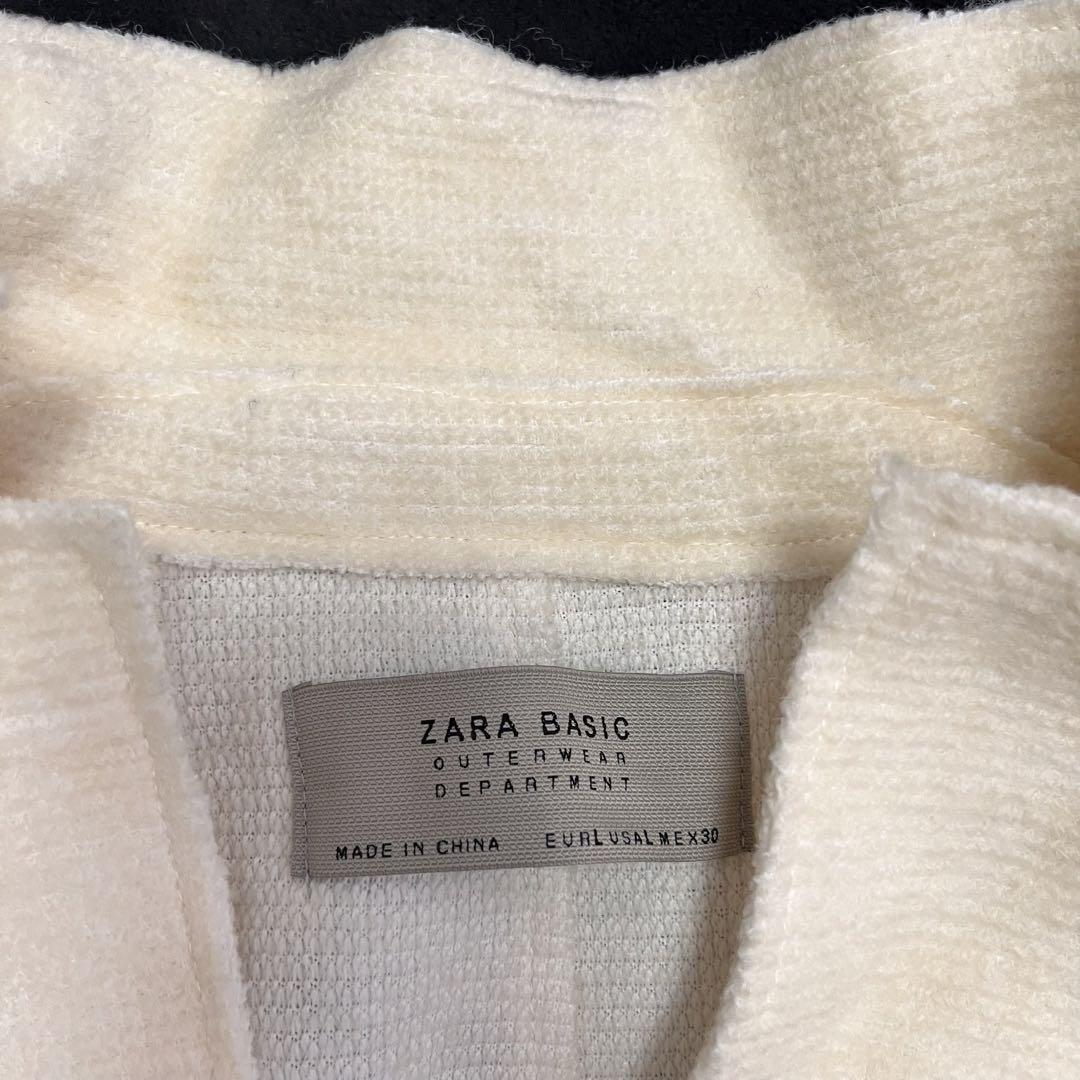 ZARA BASIC
OUTERWEAR
DEPARTMENT
MADE IN CHINA EUR L USA L MEX 30